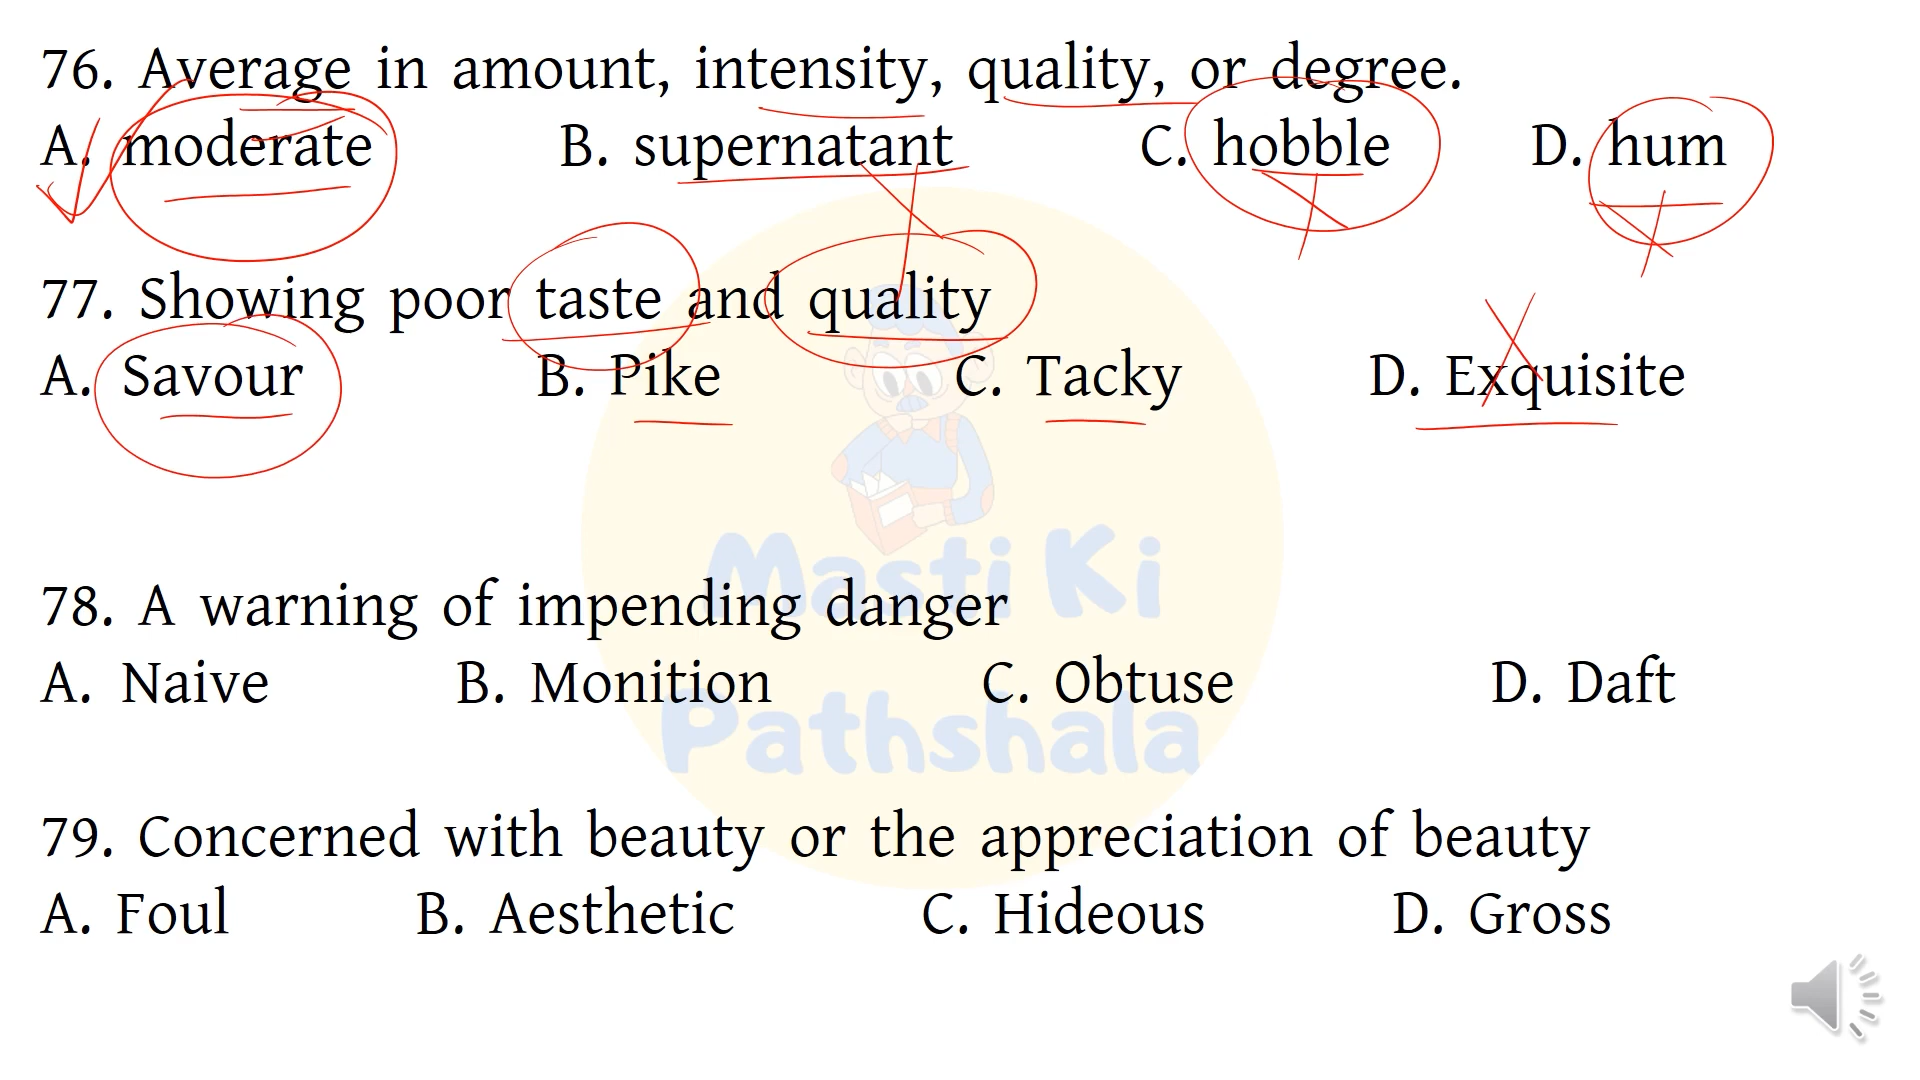 76. Average in amount, intensity, quality, or degree.
A. moderate B. supernatant C. hobble D. hum
77. Showing poor taste and quality
A. Savour B. Pike C. Tacky D. Exquisite
78. A warning of impending danger
A. Naive B. Monition C. Obtuse D. Daft
79. Concerned with beauty or the appreciation of beauty
A. Foul B. Aesthetic C. Hideous D. Gross
Masti Ki
Pathshala